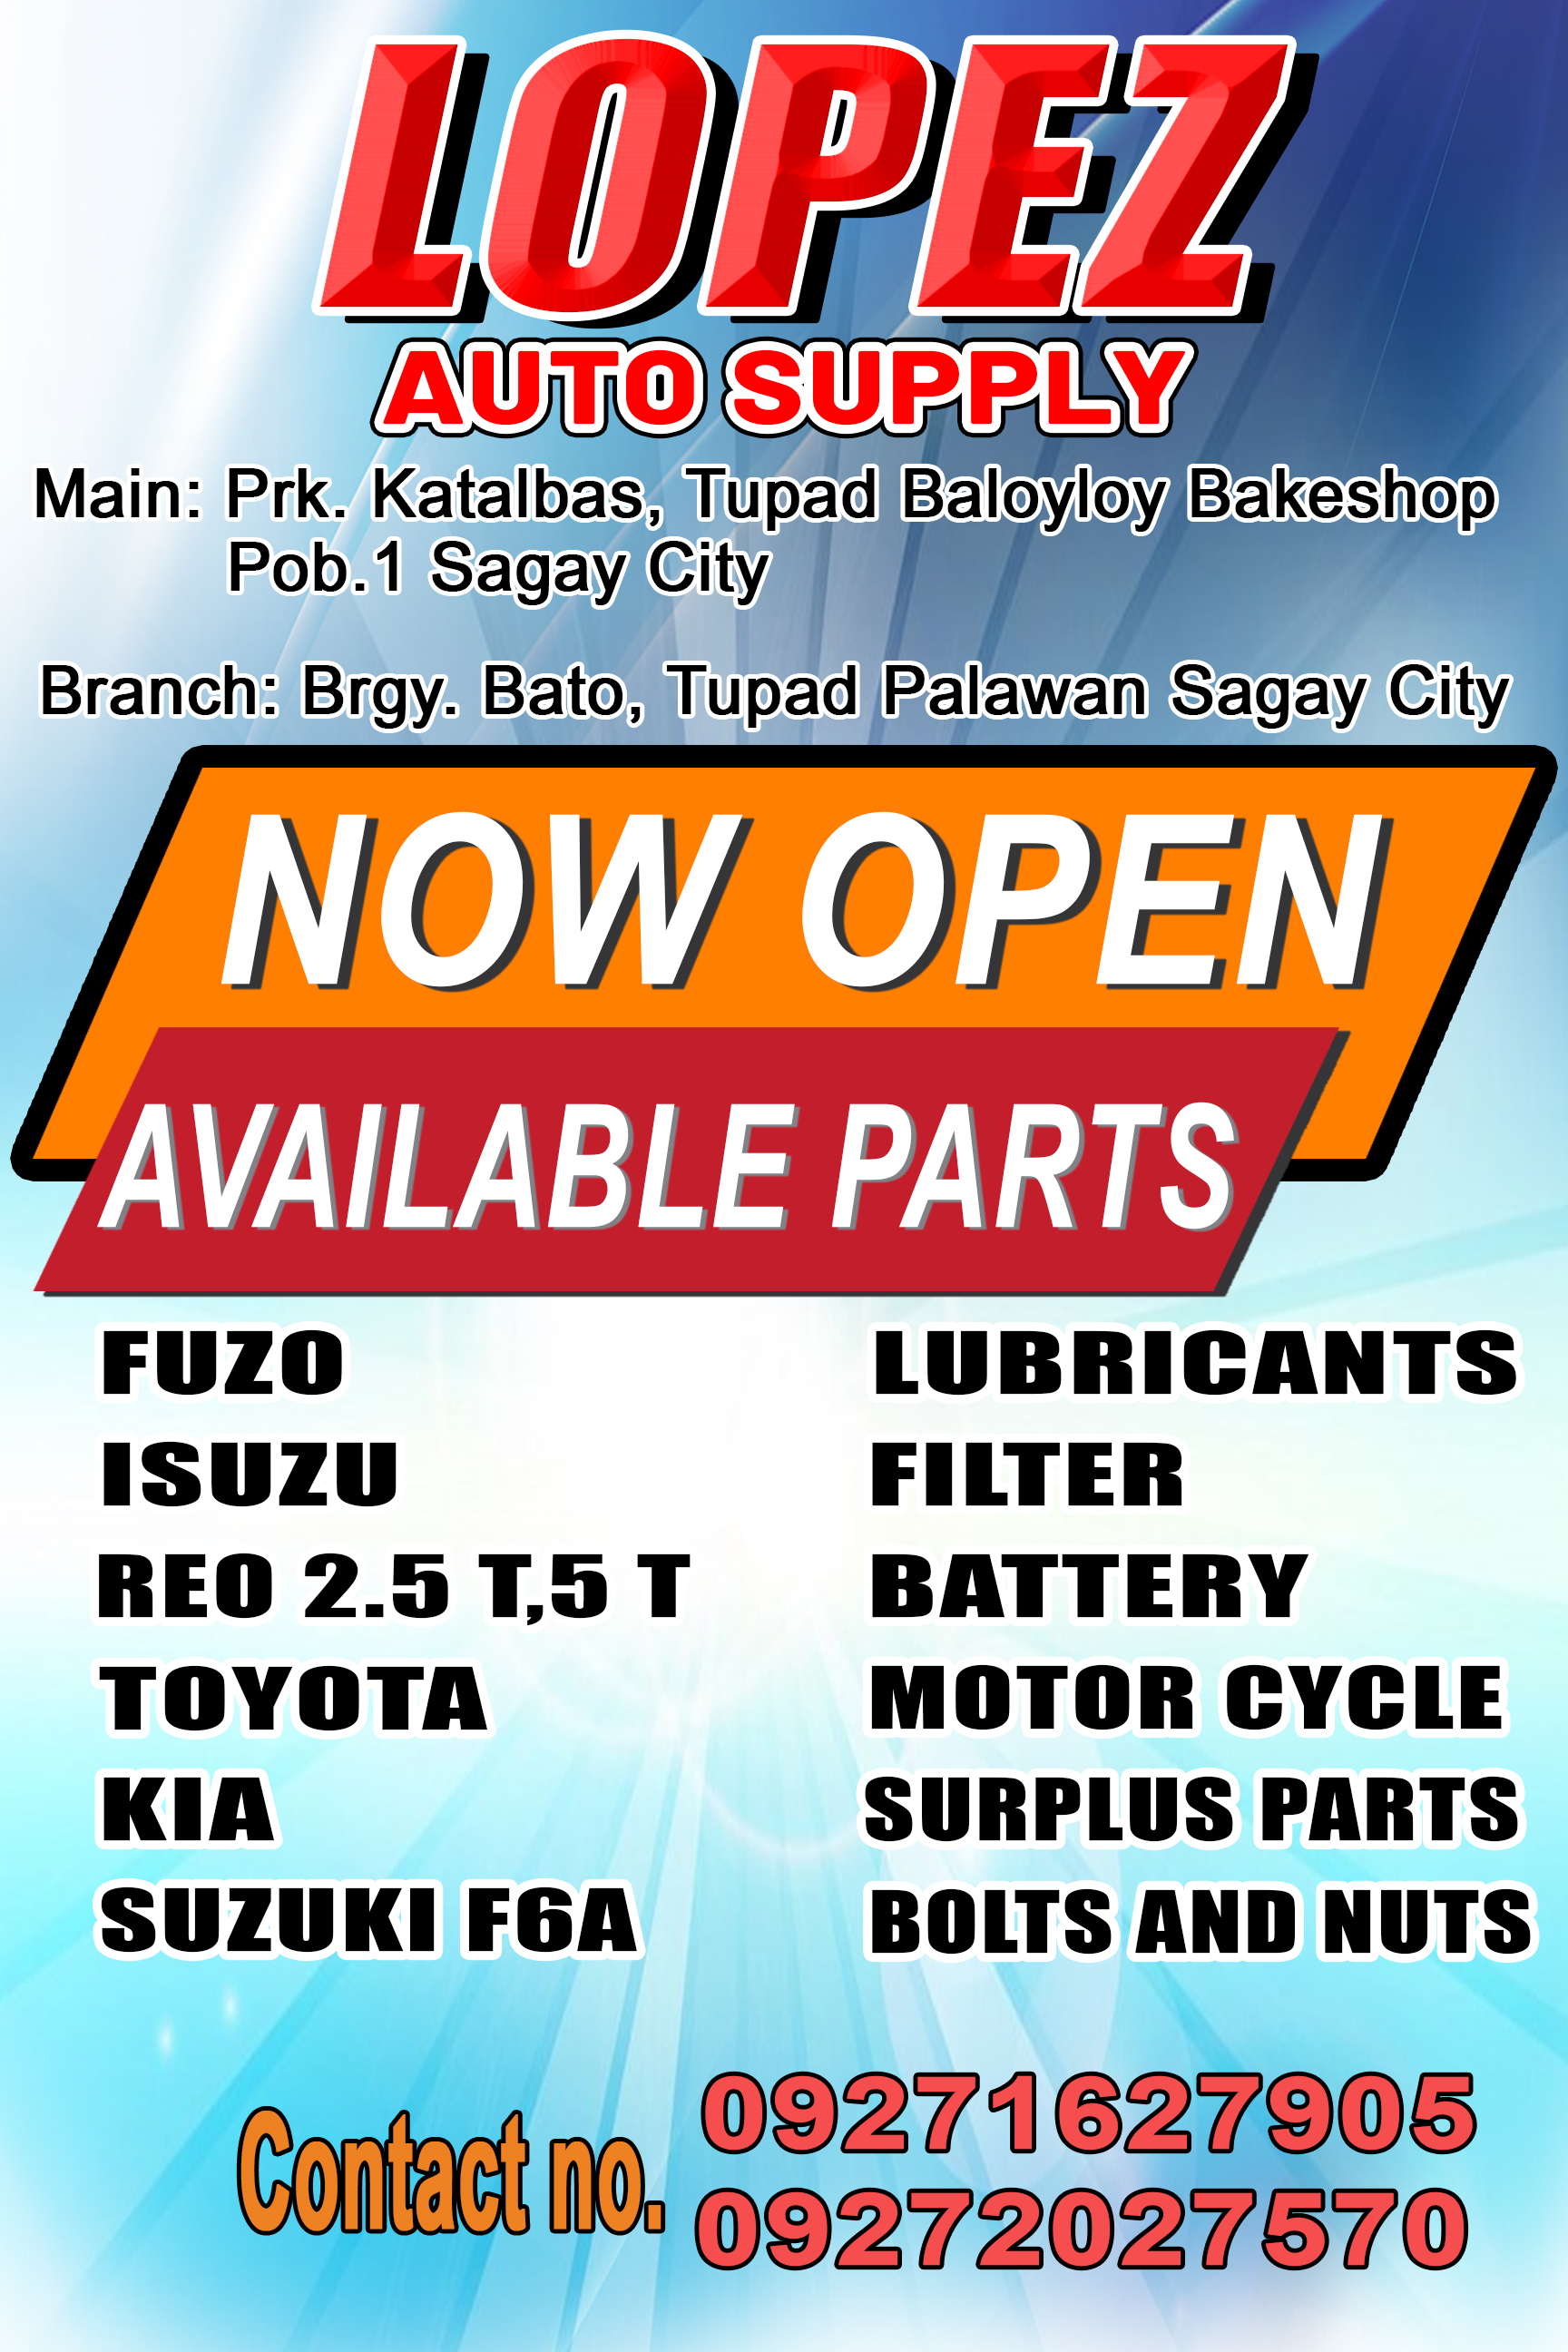 LOPEZ
AUTO SUPPLY
Main: Prk. Katalbas, Tupad Baloyloy Bakeshop
Pob.1 Sagay City
Branch: Brgy. Bato, Tupad Palawan Sagay City
NOW OPEN
AVAILABLE PARTS
FUZO
ISUZU
REO 2.5 T,5 T
TOYOTA
KIA
SUZUKI F6A
LUBRICANTS
FILTER
BATTERY
MOTOR CYCLE
SURPLUS PARTS
BOLTS AND NUTS
Contact no.
09271627905
09272027570